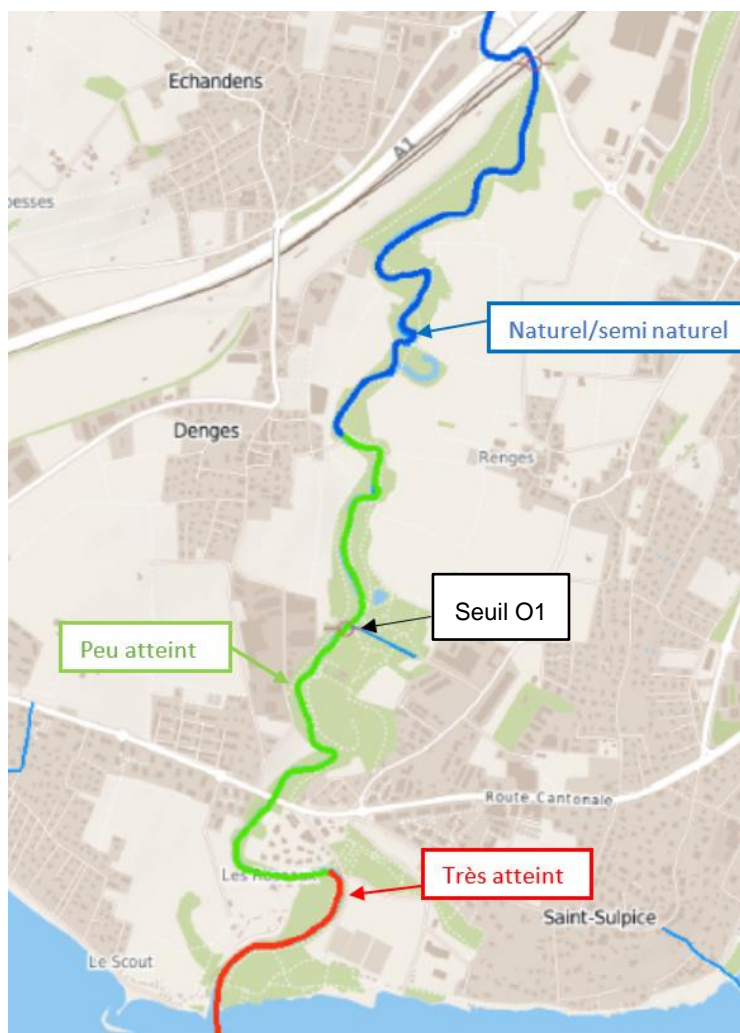 Echandens
A1
esses
Naturel/semi naturel
Denges
Renges
Seuil O1
Peu atteint
Route Cantonale
Très atteint
Les
Saint-Sulpice
Le Scout